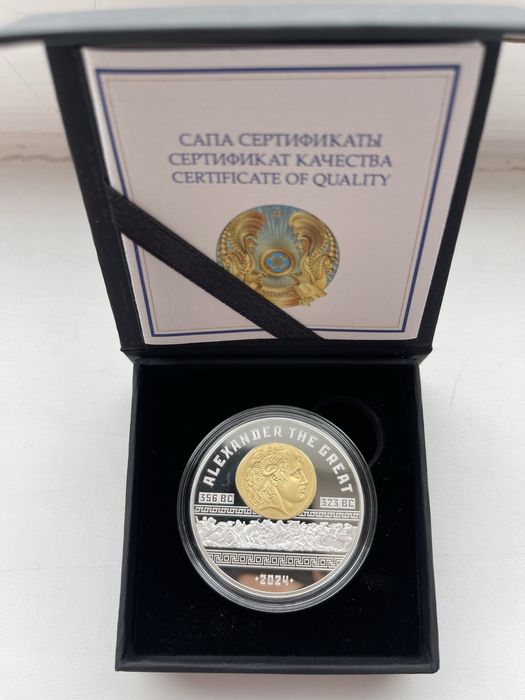 САПА СЕРТИФИКАТЫ
СЕРТИФИКАТ КАЧЕСТВА
CERTIFICATE OF QUALITY
ALEXANDER THE GREAT
356 BC
323 BC
•2024•